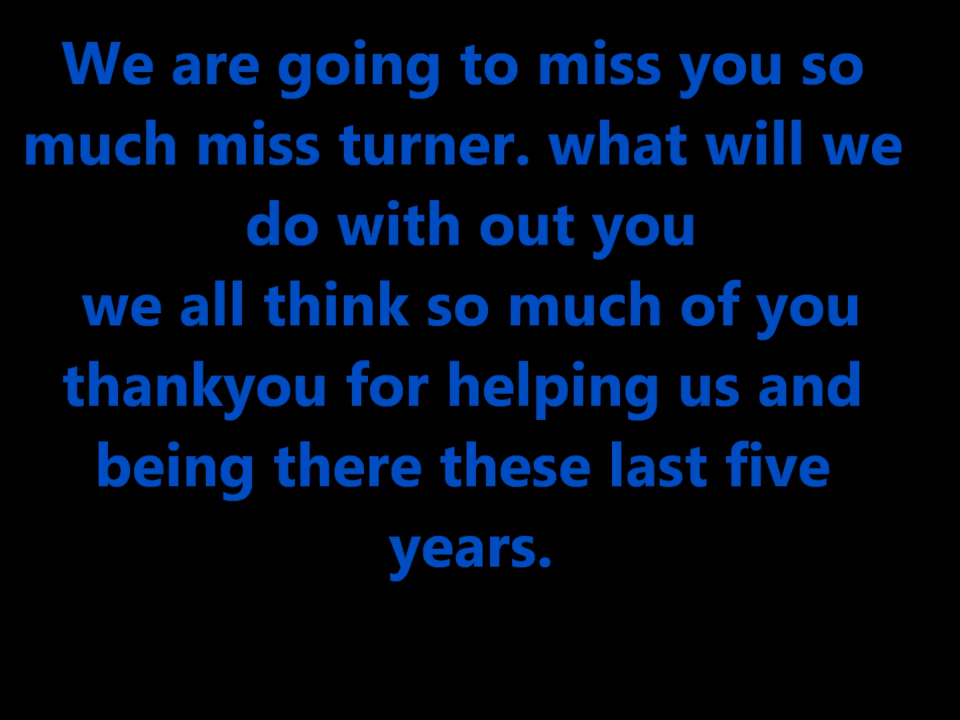 We are going to miss you so
much miss turner. what will we
do with out you
we all think so much of you
thankyou for helping us and
being there these last five
years.